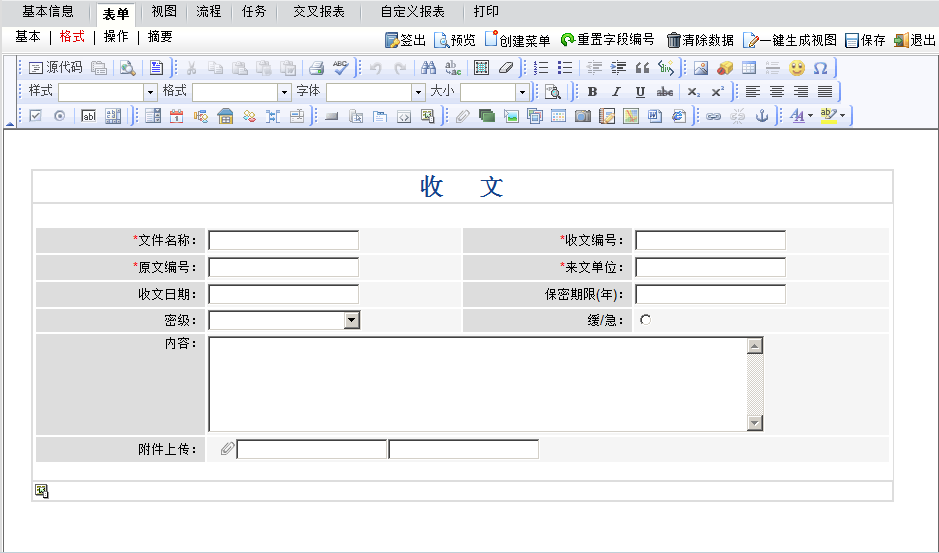 基本信息 表单 视图 流程 任务 交叉报表 自定义报表 打印
基本 | 格式 | 操作 | 摘要
签出 预览 创建菜单 重置字段编号 清除数据 一键生成视图 保存 退出
源代码
样式 格式 字体 大小
收 文
*文件名称： *收文编号：
*原文编号： *来文单位：
收文日期： 保密期限(年)：
密级： 缓/急：
内容：
附件上传：